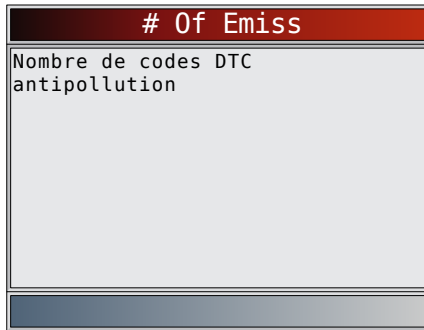 # Of Emiss
Nombre de codes DTC
antipollution